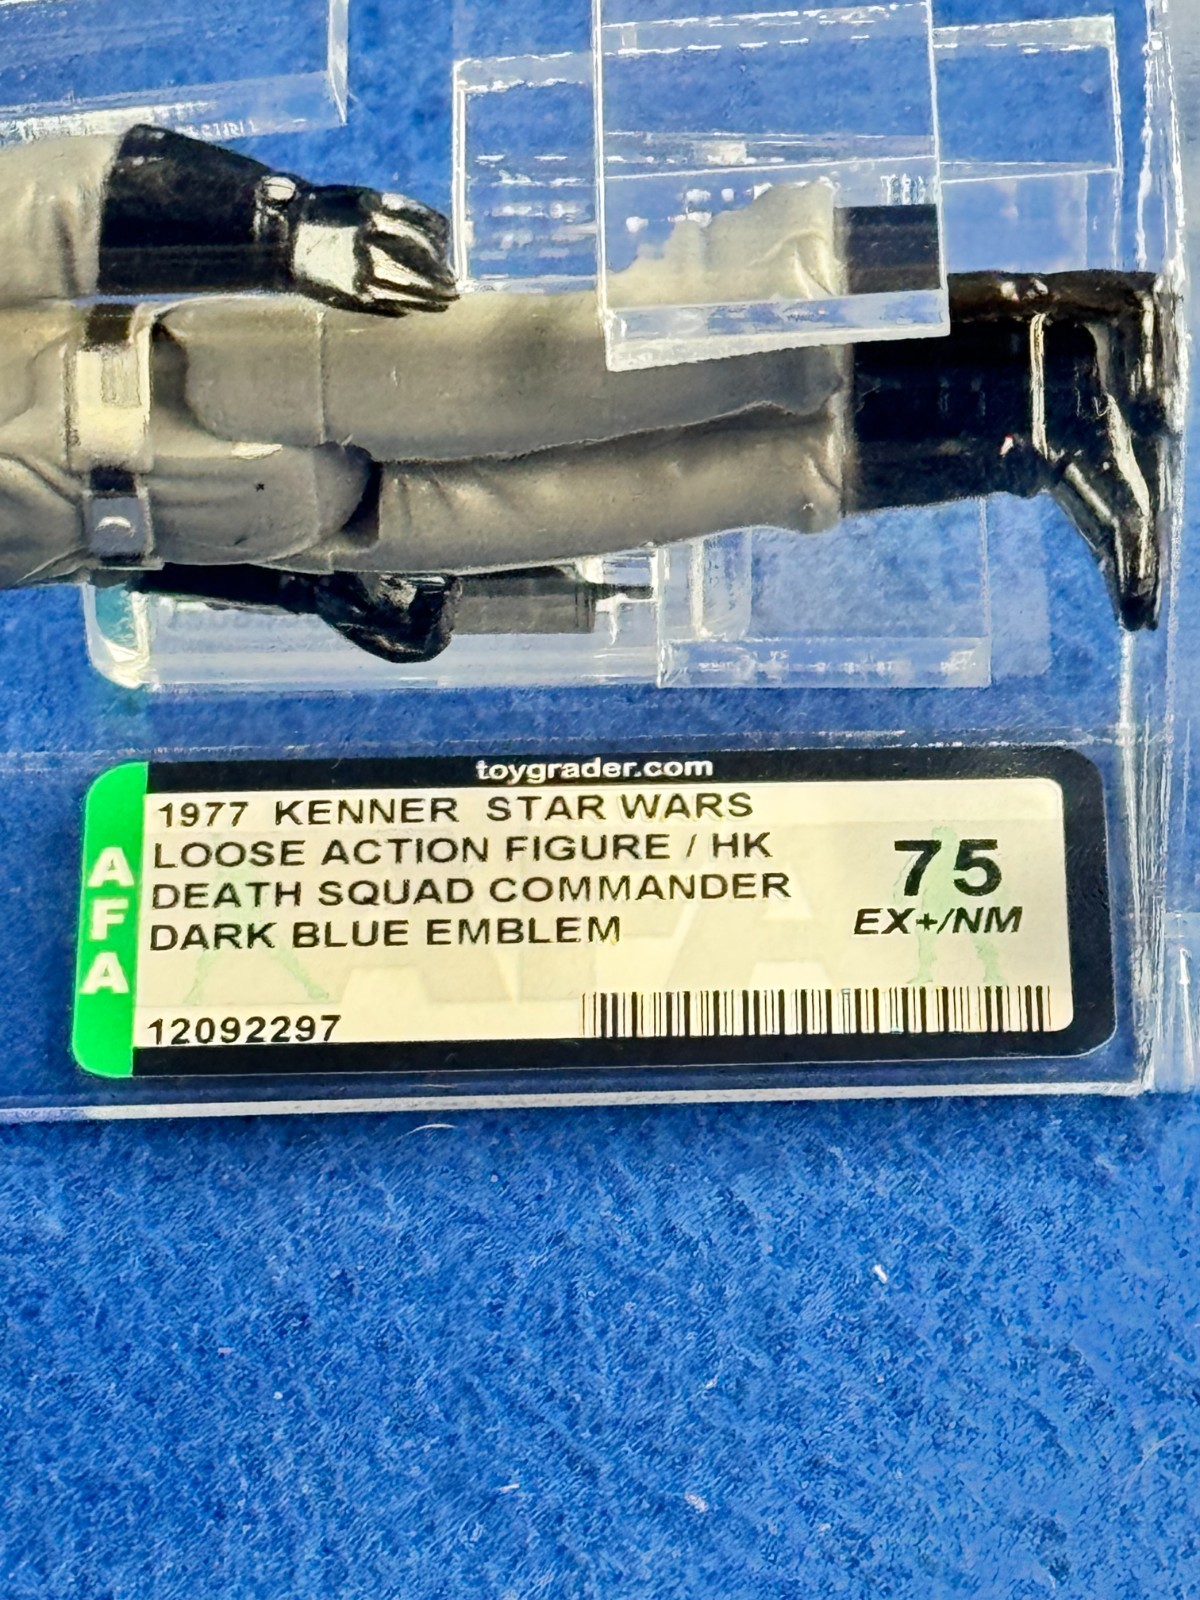 toygrader.com
1977 KENNER STAR WARS
LOOSE ACTION FIGURE / HK
DEATH SQUAD COMMANDER
DARK BLUE EMBLEM
75
EX+/NM
12092297
AFA